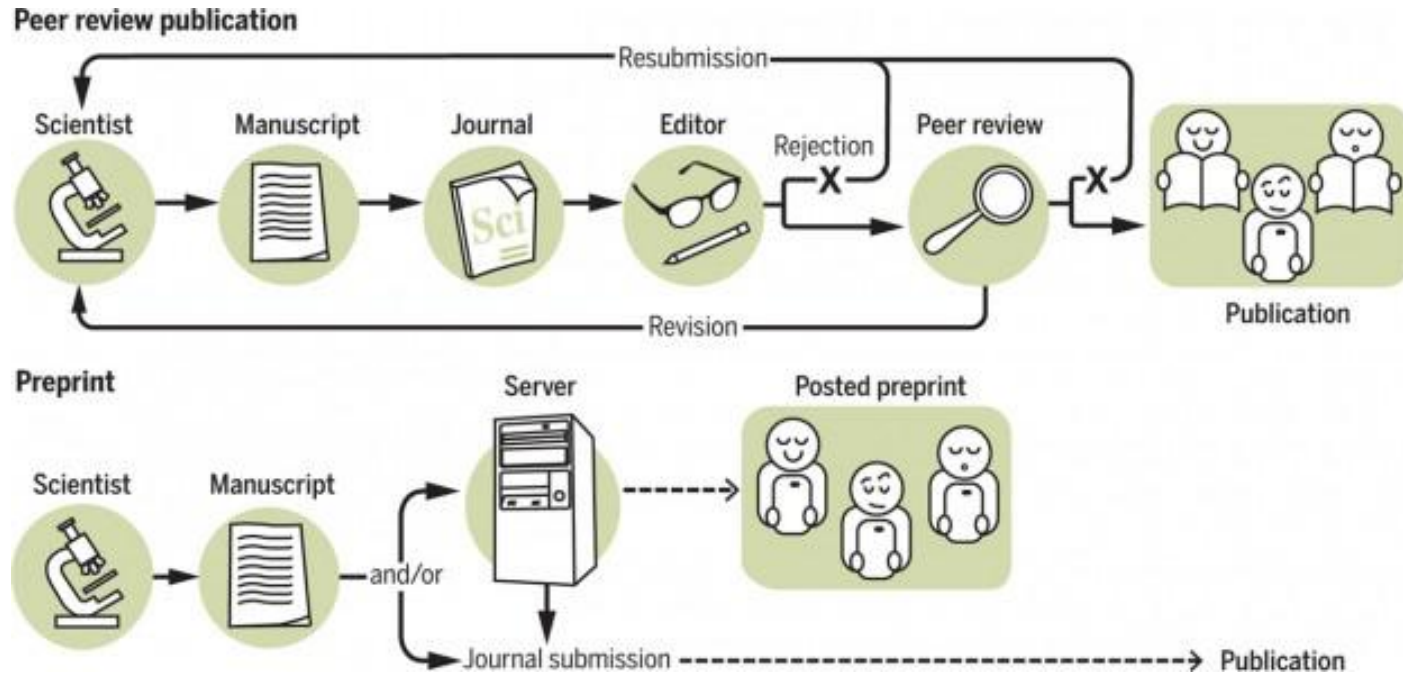 Peer review publication
Resubmission
Scientist
Manuscript
Journal
Editor
Rejection
Peer review
X
X
Sci
Revision
Publication
Preprint
Server
Posted preprint
Scientist
Manuscript
and/or
Journal submission
Publication